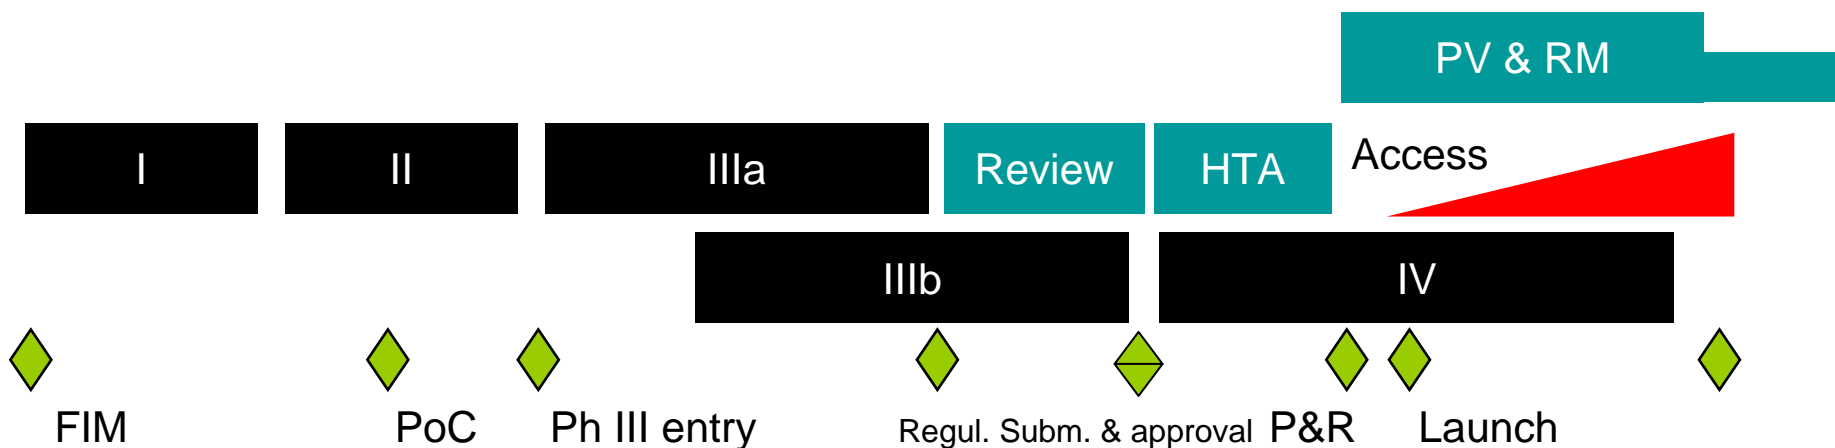 PV & RM
I
II
IIIa
Review
HTA
Access
IIIb
IV
FIM
PoC
Ph III entry
Regul. Subm. & approval
P&R
Launch